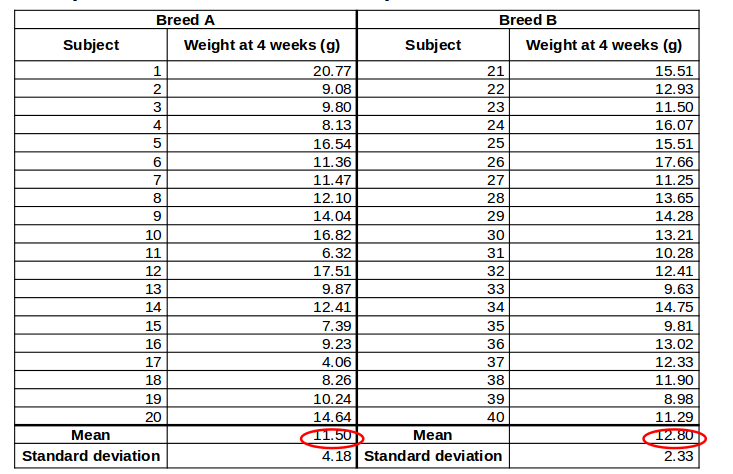 Breed A Breed B
Subject Weight at 4 weeks (g) Subject Weight at 4 weeks (g)
1 20.77 21 15.51
2 9.08 22 12.93
3 9.80 23 11.50
4 8.13 24 16.07
5 16.54 25 15.51
6 11.36 26 17.66
7 11.47 27 11.25
8 12.10 28 13.65
9 14.04 29 14.28
10 16.82 30 13.21
11 6.32 31 10.28
12 17.51 32 12.41
13 9.87 33 9.63
14 12.41 34 14.75
15 7.39 35 9.81
16 9.23 36 13.02
17 4.06 37 12.33
18 8.26 38 11.90
19 10.24 39 8.98
20 14.64 40 11.29
Mean 11.50 Mean 12.80
Standard deviation 4.18 Standard deviation 2.33